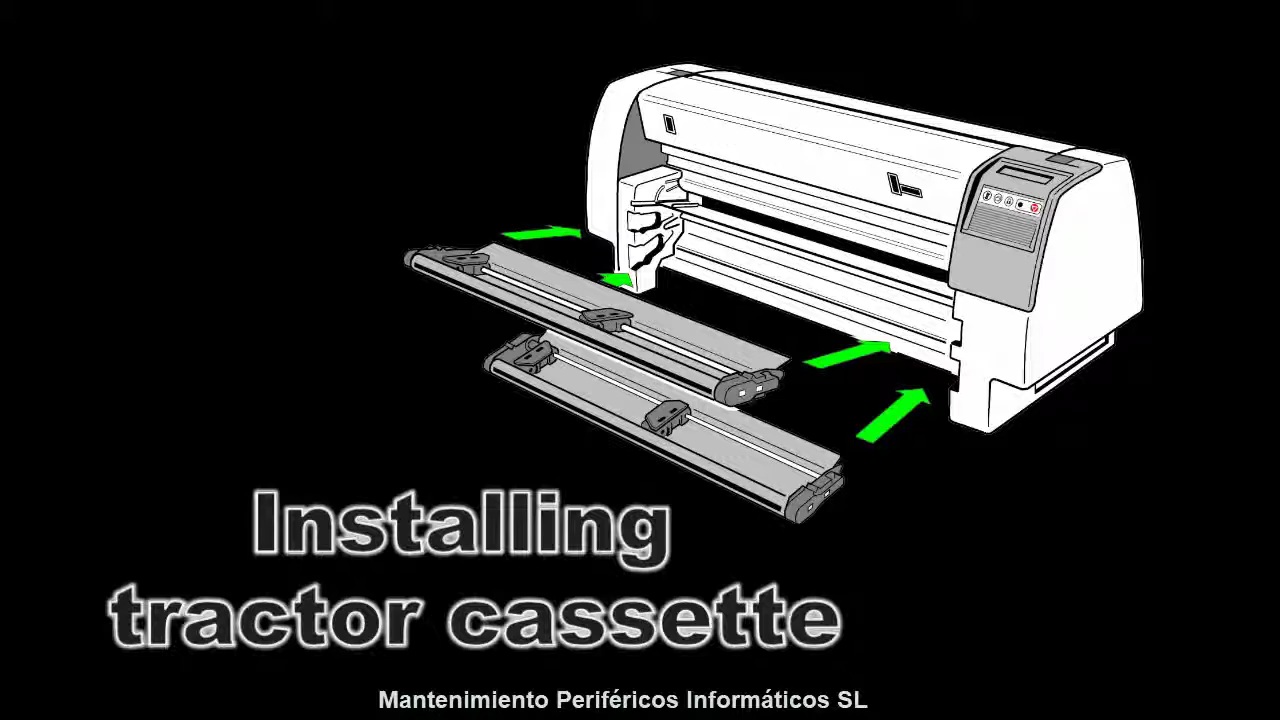 Installing
tractor cassette
Mantenimiento Periféricos Informáticos SL